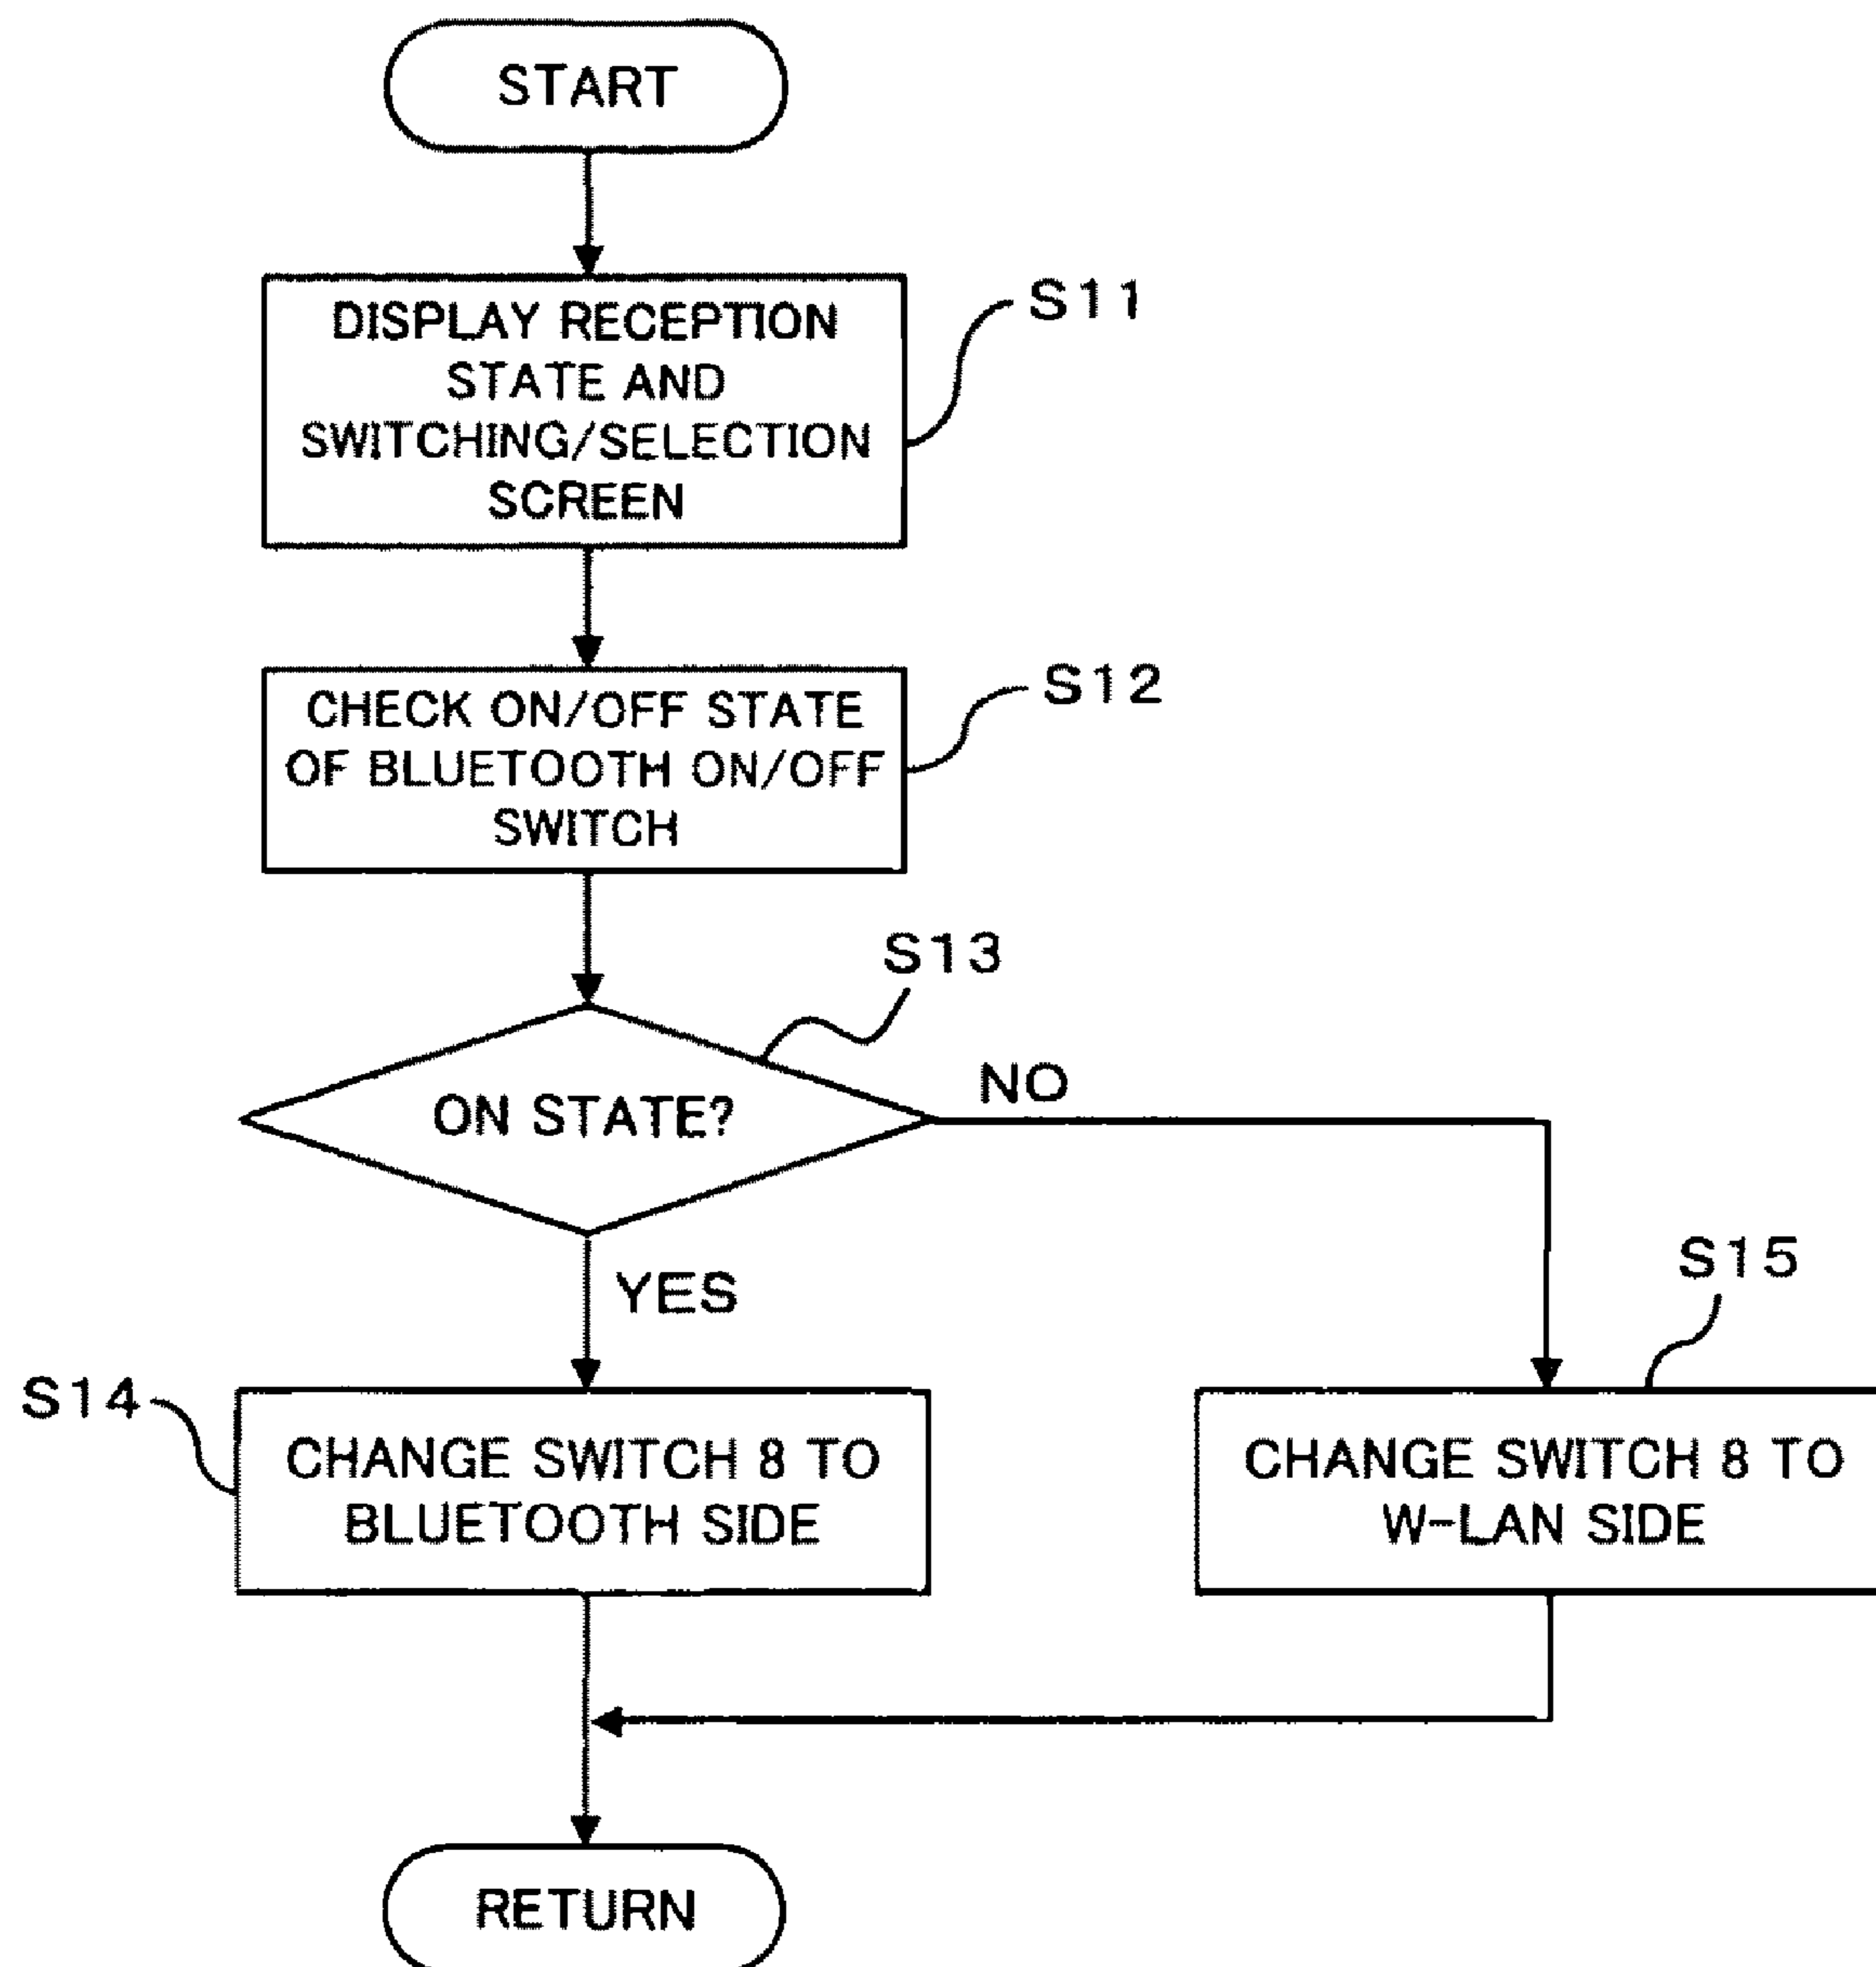 START
DISPLAY RECEPTION
STATE AND
SWITCHING/SELECTION
SCREEN
S11
CHECK ON/OFF STATE
OF BLUETOOTH ON/OFF
SWITCH
S12
S13
ON STATE?
NO
YES
S14
CHANGE SWITCH 8 TO
BLUETOOTH SIDE
S15
CHANGE SWITCH 8 TO
W-LAN SIDE
RETURN